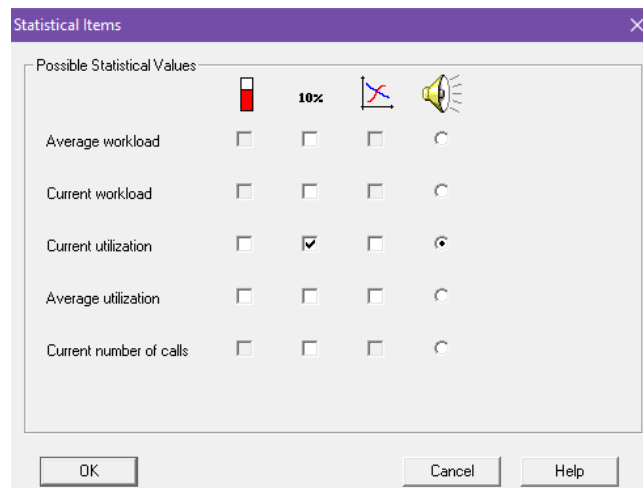 Statistical Items
Possible Statistical Values
10%
Average workload
Current workload
Current utilization
Average utilization
Current number of calls
OK
Cancel
Help